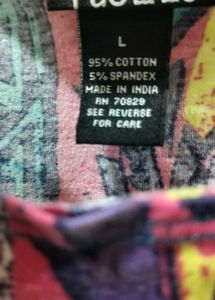 L
95% COTTON
5% SPANDEX
MADE IN INDIA
RN 70829
SEE REVERSE
FOR CARE